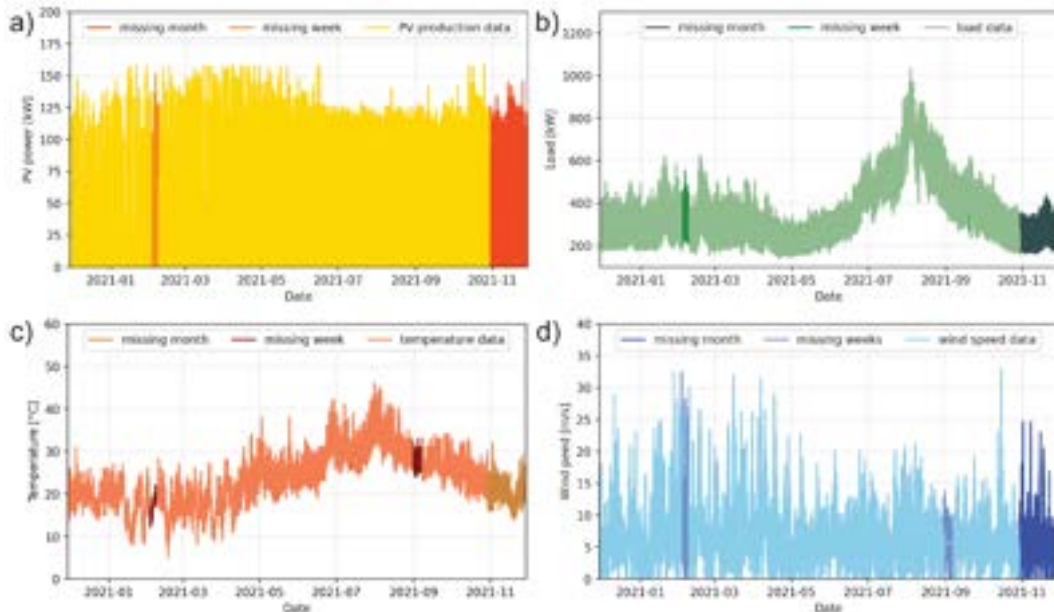 a)
200
175
150
125
100
75
50
25
0
PV power [kW]
missing month missing week PV production data
2021-01 2021-03 2021-05 2021-07 2021-09 2021-11
Date
b)
1200
1000
800
600
400
200
Load [kW]
missing month missing week load data
2021-01 2021-03 2021-05 2021-07 2021-09 2021-11
Date
c)
60
50
40
30
20
10
0
Temperature [°C]
missing month missing week temperature data
2021-01 2021-03 2021-05 2021-07 2021-09 2021-11
Date
d)
40
35
30
25
20
15
10
5
0
Wind speed [m/s]
missing month missing weeks wind speed data
2021-01 2021-03 2021-05 2021-07 2021-09 2021-11
Date